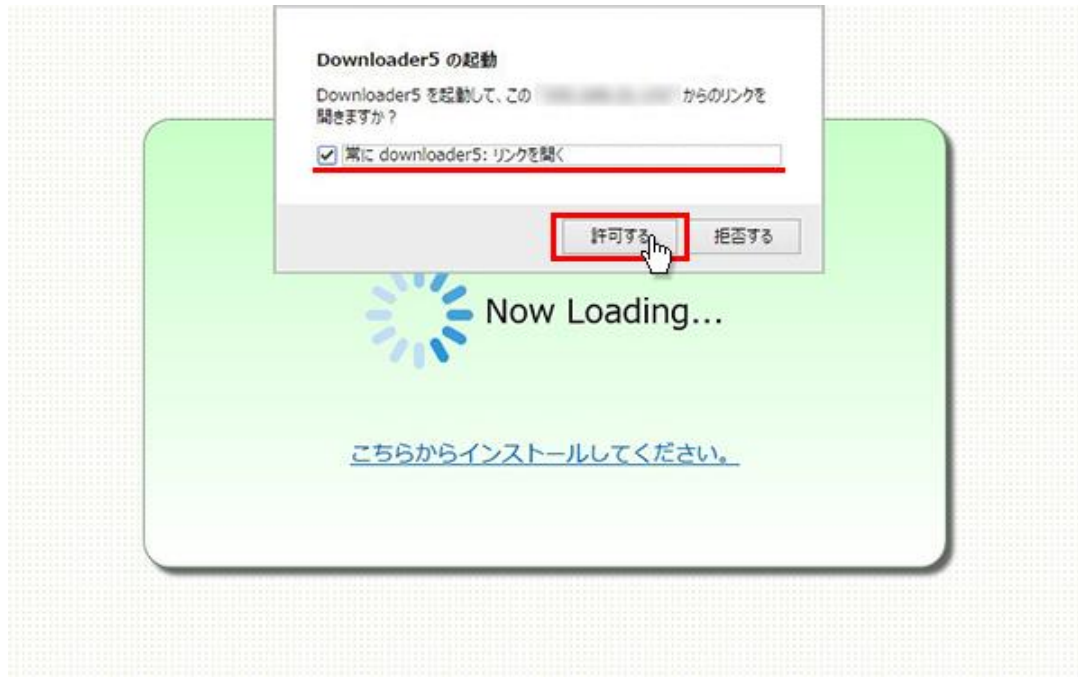 Downloader5 の起動
Downloader5 を起動して、この からのリンクを
開きますか？
常に downloader5: リンクを開く
許可する 拒否する
Now Loading...
こちらからインストールしてください。